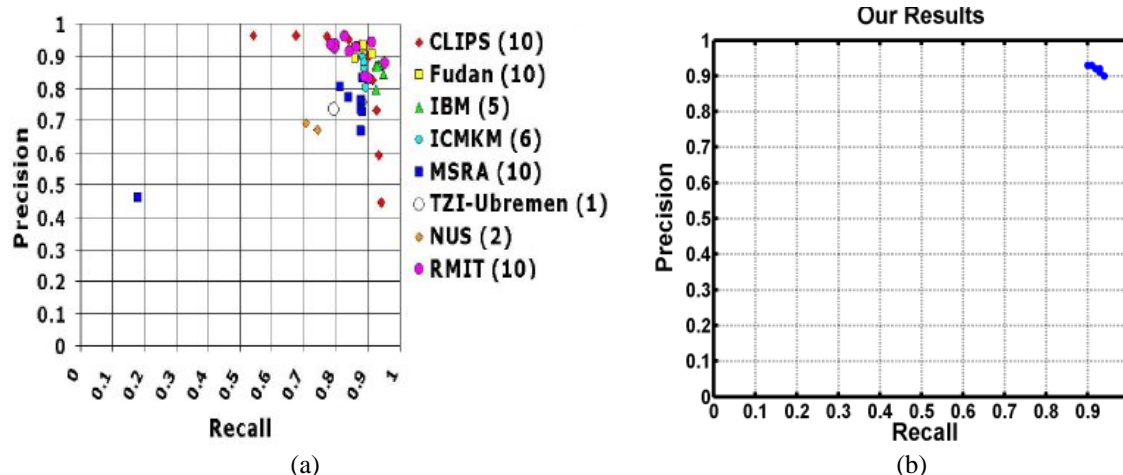 1
0.9
0.8
0.7
0.6
0.5
0.4
0.3
0.2
0.1
0
Precision
0 0.1 0.2 0.3 0.4 0.5 0.6 0.7 0.8 0.9 1
Recall
CLIPS (10)
Fudan (10)
IBM (5)
ICMKM (6)
MSRA (10)
TZI-Ubremen (1)
NUS (2)
RMIT (10)
(a)
Our Results
1
0.9
0.8
0.7
0.6
0.5
0.4
0.3
0.2
0.1
0
Precision
0 0.1 0.2 0.3 0.4 0.5 0.6 0.7 0.8 0.9
Recall
(b)